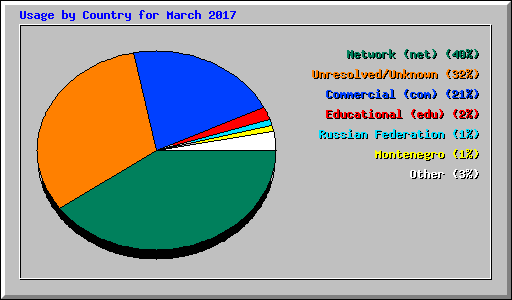 Usage by Country for March 2017
Network (net) (40%)
Unresolved/Unknown (32%)
Commercial (com) (21%)
Educational (edu) (2%)
Russian Federation (1%)
Montenegro (1%)
Other (3%)